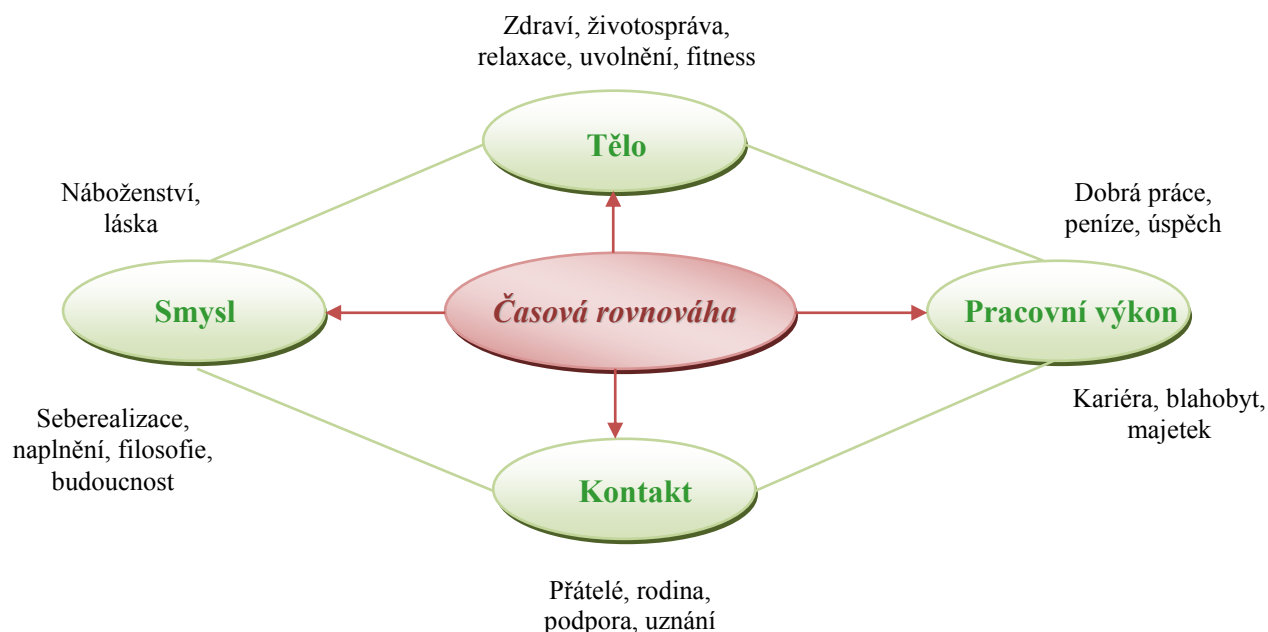 Zdraví, životospráva,
relaxace, uvolnění, fitness
Tělo
Náboženství,
láska
Dobrá práce,
peníze, úspěch
Smysl
Časová rovnováha
Pracovní výkon
Seberealizace,
naplnění, filosofie,
budoucnost
Kariéra, blahobyt,
majetek
Kontakt
Přátelé, rodina,
podpora, uznání